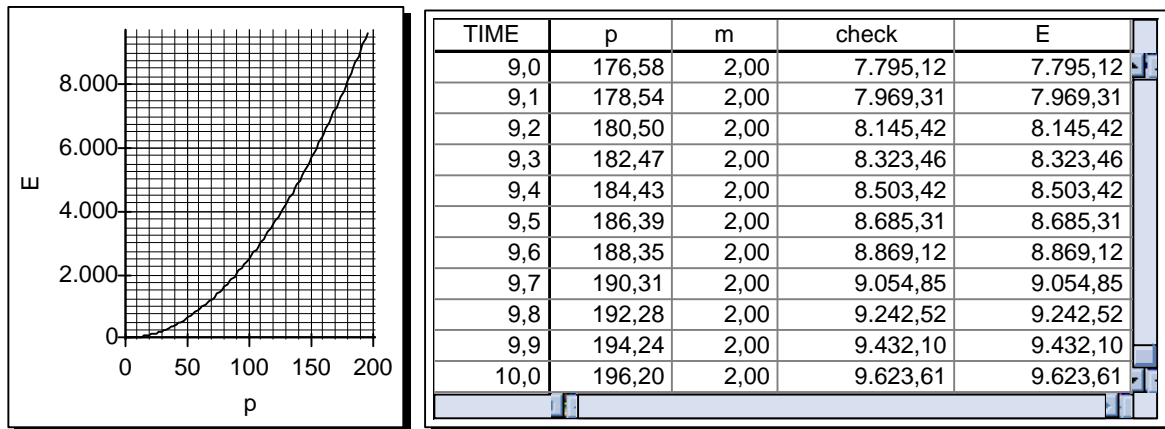 8.000
6.000
E
4.000
2.000
0
0 50 100 150 200
p
TIME p m check E
9,0 176,58 2,00 7.795,12 7.795,12
9,1 178,54 2,00 7.969,31 7.969,31
9,2 180,50 2,00 8.145,42 8.145,42
9,3 182,47 2,00 8.323,46 8.323,46
9,4 184,43 2,00 8.503,42 8.503,42
9,5 186,39 2,00 8.685,31 8.685,31
9,6 188,35 2,00 8.869,12 8.869,12
9,7 190,31 2,00 9.054,85 9.054,85
9,8 192,28 2,00 9.242,52 9.242,52
9,9 194,24 2,00 9.432,10 9.432,10
10,0 196,20 2,00 9.623,61 9.623,61